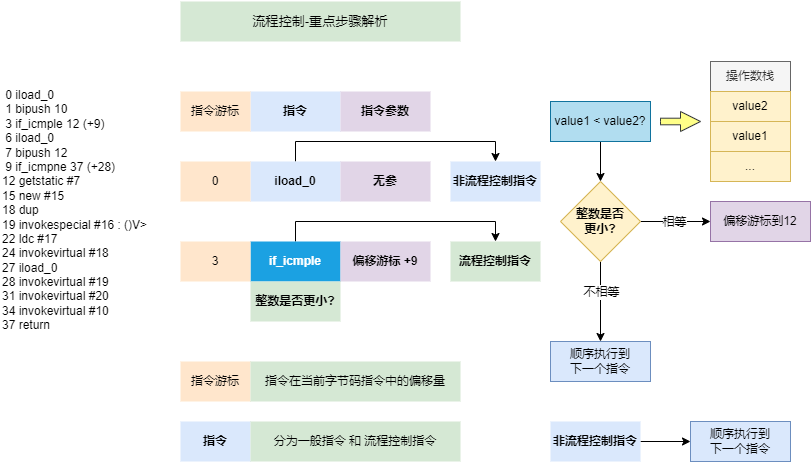 流程控制-重点步骤解析
0 iload_0
1 bipush 10
3 if_icmple 12 (+9)
6 iload_0
7 bipush 12
9 if_icmpne 37 (+28)
12 getstatic #7
15 new #15
18 dup
19 invokespecial #16 : ()V>
22 ldc #17
24 invokevirtual #18
27 iload_0
28 invokevirtual #19
31 invokevirtual #20
34 invokevirtual #10
37 return
指令游标
指令
指令参数
0
iload_0
无参
非流程控制指令
3
if_icmple
偏移游标 +9
流程控制指令
整数是否更小？
指令游标
指令在当前字节码指令中的偏移量
指令
分为一般指令 和 流程控制指令
操作数栈
value2
value1
...
value1 < value2?
整数是否
更小？
相等
偏移游标到12
不相等
顺序执行到
下一个指令
非流程控制指令
顺序执行到
下一个指令